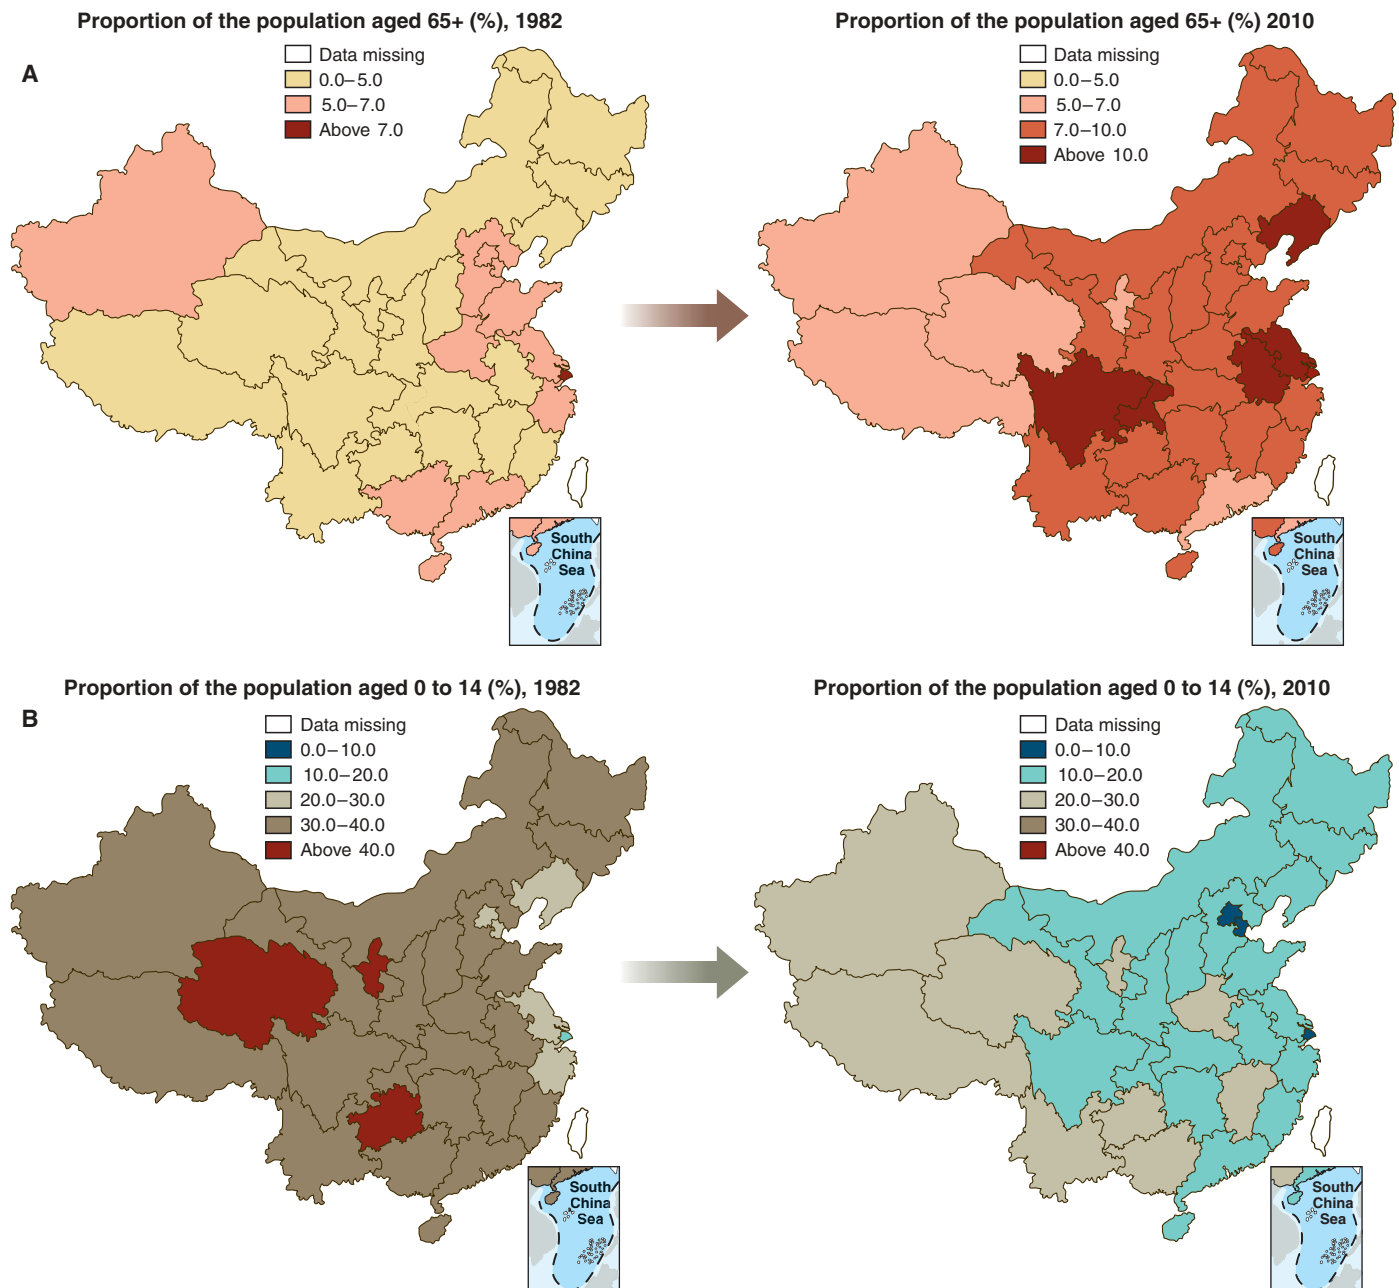 Proportion of the population aged 65+ (%), 1982
A
Data missing
0.0–5.0
5.0–7.0
Above 7.0
South
China
Sea
Proportion of the population aged 65+ (%) 2010
Data missing
0.0–5.0
5.0–7.0
7.0–10.0
Above 10.0
South
China
Sea
Proportion of the population aged 0 to 14 (%), 1982
B
Data missing
0.0–10.0
10.0–20.0
20.0–30.0
30.0–40.0
Above 40.0
South
China
Sea
Proportion of the population aged 0 to 14 (%), 2010
Data missing
0.0–10.0
10.0–20.0
20.0–30.0
30.0–40.0
Above 40.0
South
China
Sea